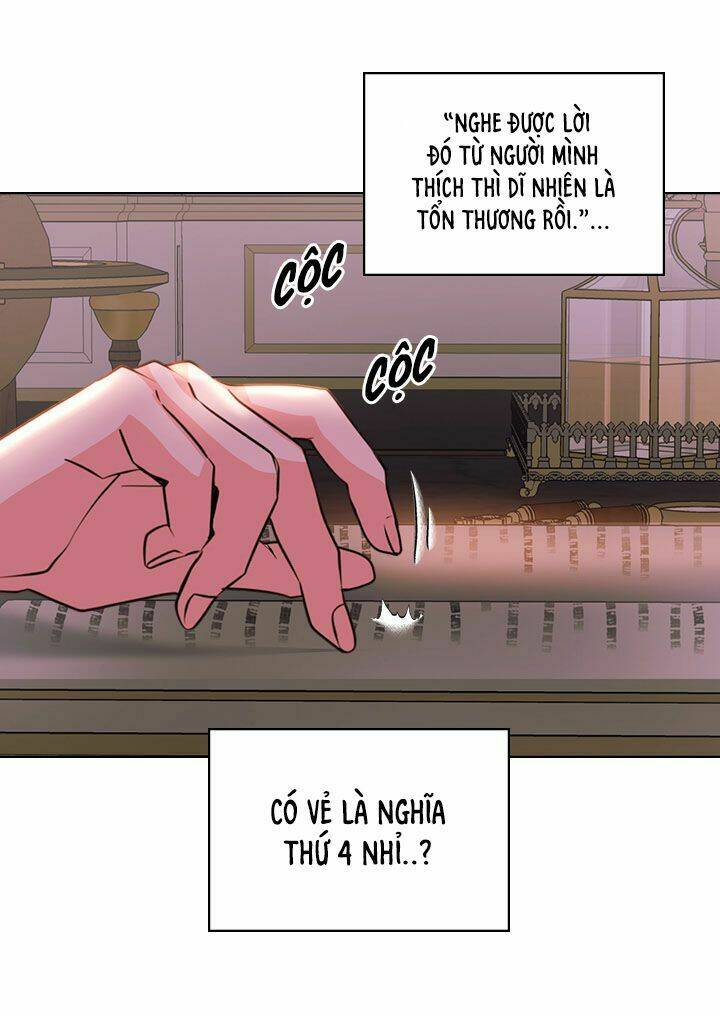 “NGHE ĐƯỢC LỜI
ĐÓ TỪ NGƯỜI MÌNH
THÍCH THÌ DĨ NHIÊN LÀ
TỔN THƯƠNG RỒI.”...
CỘC
CỘC
CÓ VẺ LÀ NGHĨA
THỨ 4 NHỈ..?